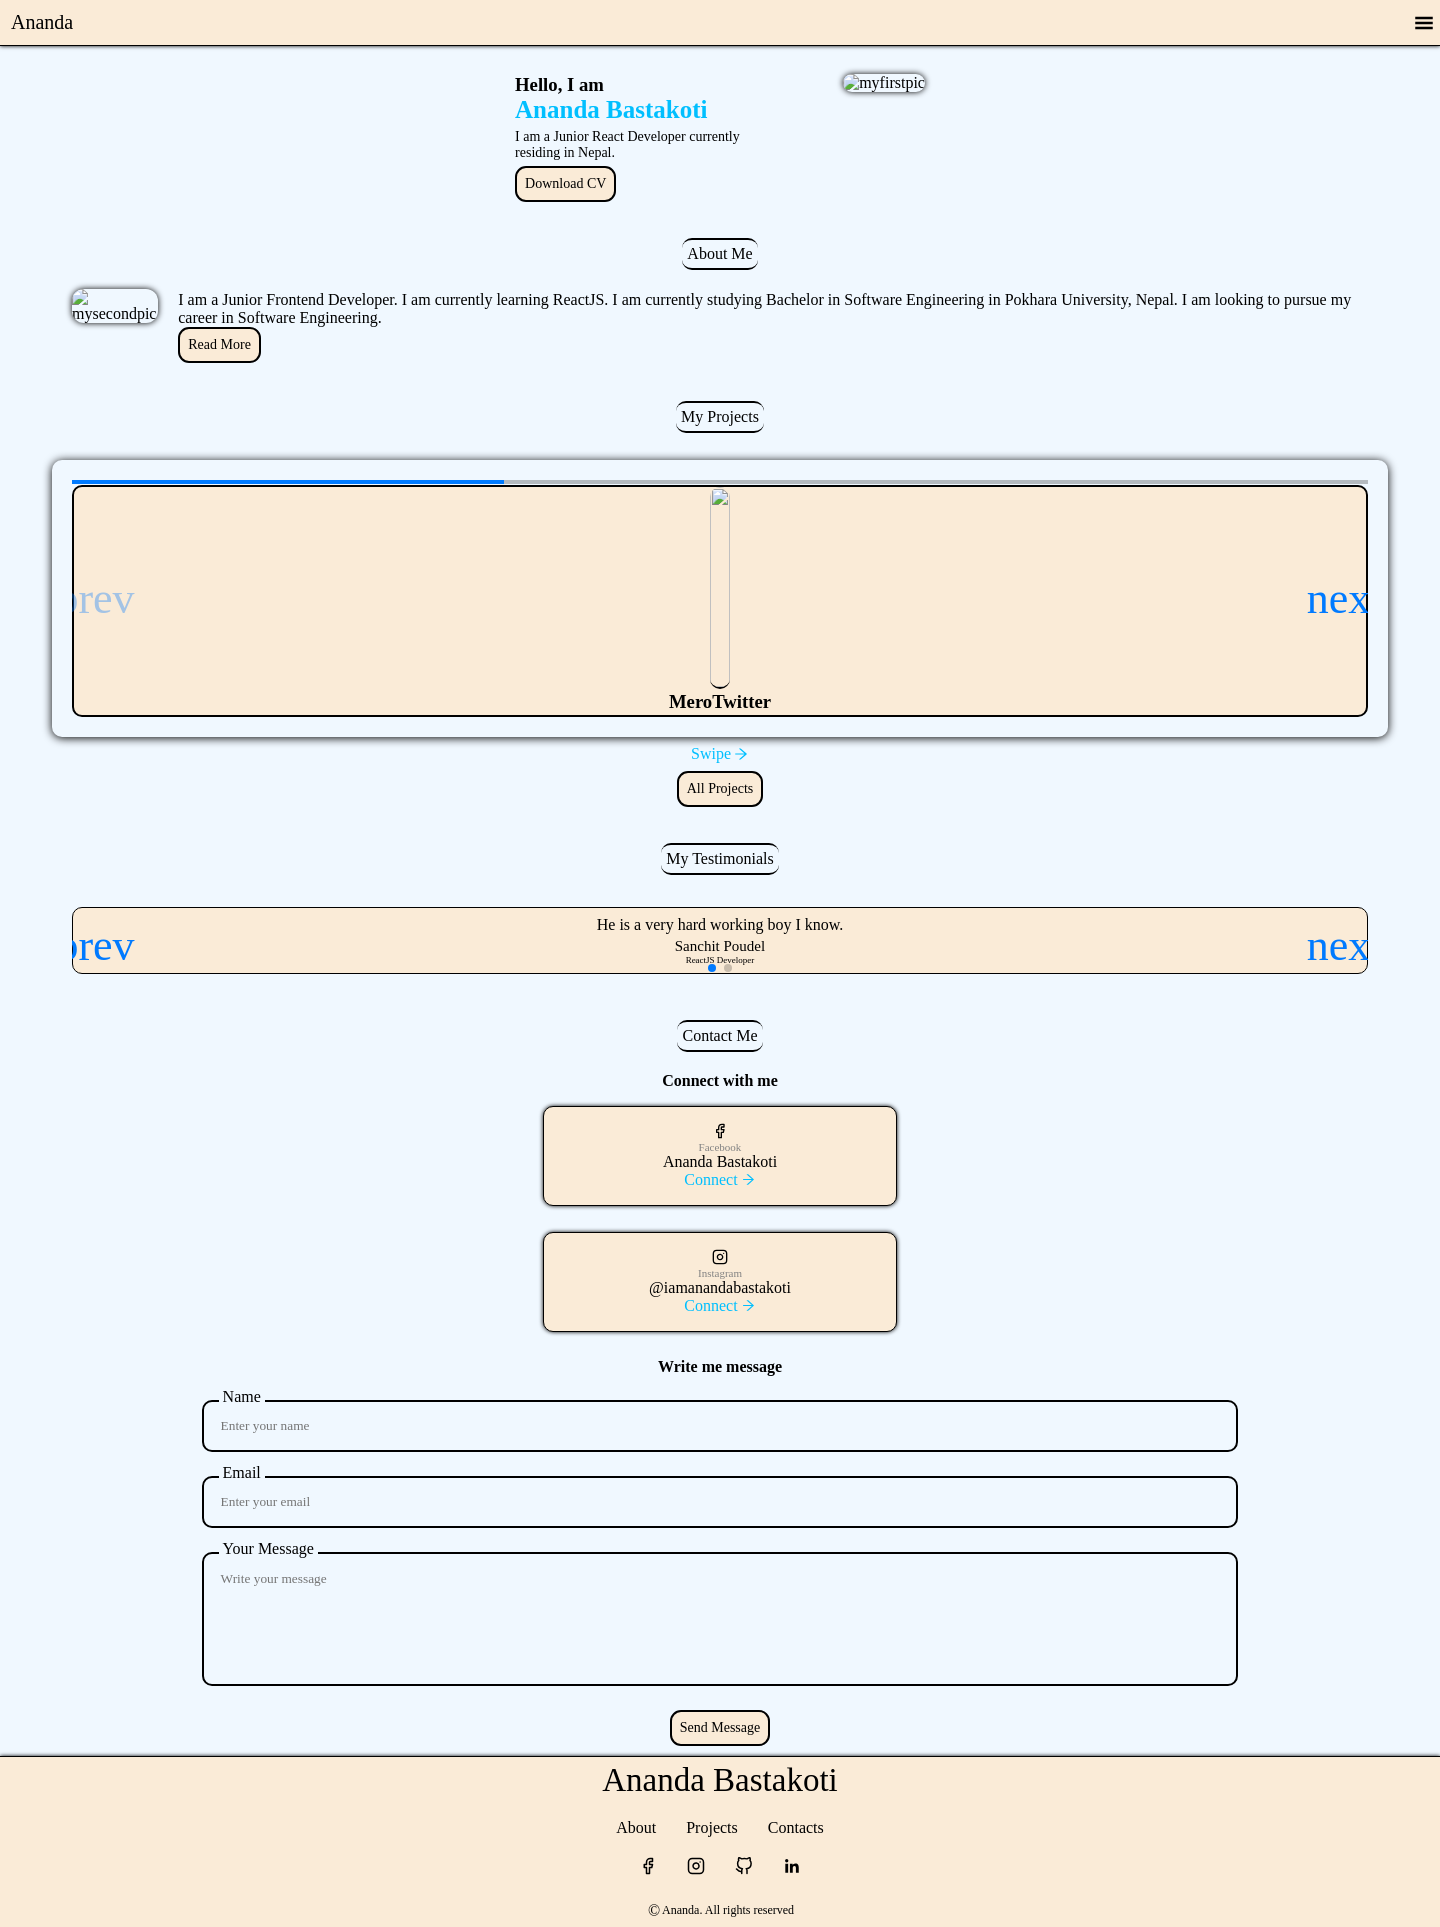 Ananda
Hello, I am
Ananda Bastakoti
I am a Junior React Developer currently
residing in Nepal.
Download CV
myfirstpic
About Me
mysecondpic
I am a Junior Frontend Developer. I am currently learning ReactJS. I am currently studying Bachelor in Software Engineering in Pokhara University, Nepal. I am looking to pursue my
career in Software Engineering.
Read More
My Projects
prev
nex
MeroTwitter
Swipe →
All Projects
My Testimonials
He is a very hard working boy I know.
prev
nex
Sanchit Poudel
ReactJS Developer
Contact Me
Connect with me
Facebook
Ananda Bastakoti
Connect →
Instagram
@iamanandabastakoti
Connect →
Write me message
Name
Enter your name
Email
Enter your email
Your Message
Write your message
Send Message
Ananda Bastakoti
About Projects Contacts
© Ananda. All rights reserved